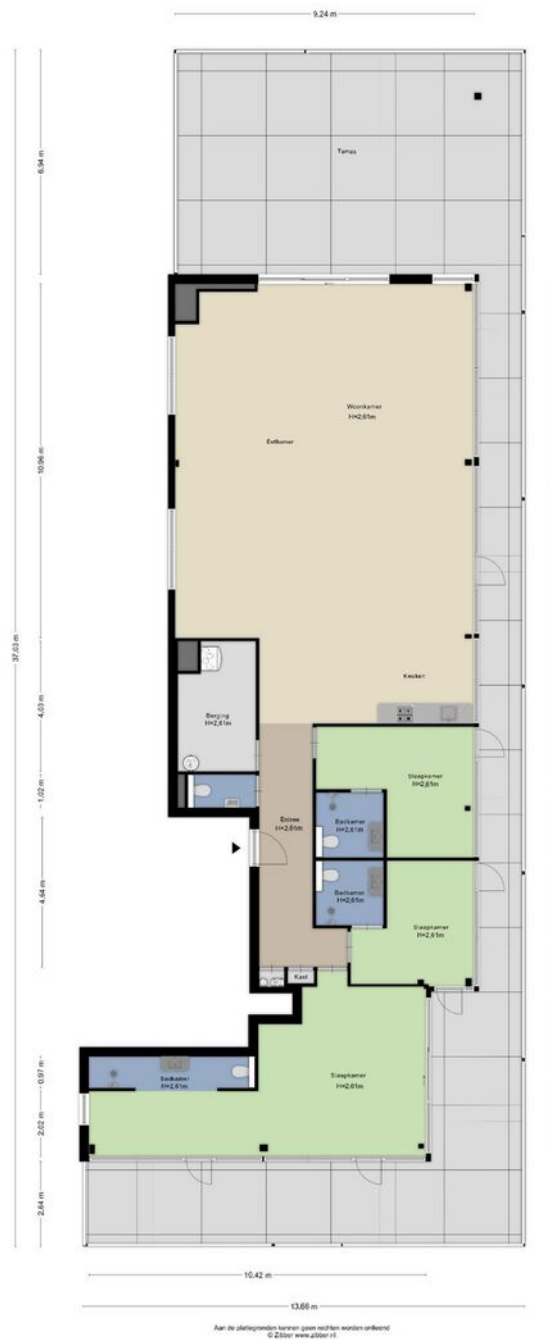 9.24 m
6.94 m
Terras
Woonkamer
H=2,61m
Eetkamer
10.96 m
37.03 m
Keuken
4.03 m
Berging
H=2,61m
Slaapkamer
H=2,61m
1.02 m
Entree
H=2,61m
Badkamer
H=2,61m
4.64 m
Badkamer
H=2,61m
Slaapkamer
H=2,61m
Kast
0.97 m
Badkamer
H=2,61m
Slaapkamer
H=2,61m
2.02 m
2.64 m
10.42 m
13.66 m
Aan de plattegronden kunnen geen rechten worden ontleend
© Zibber www.zibber.nl